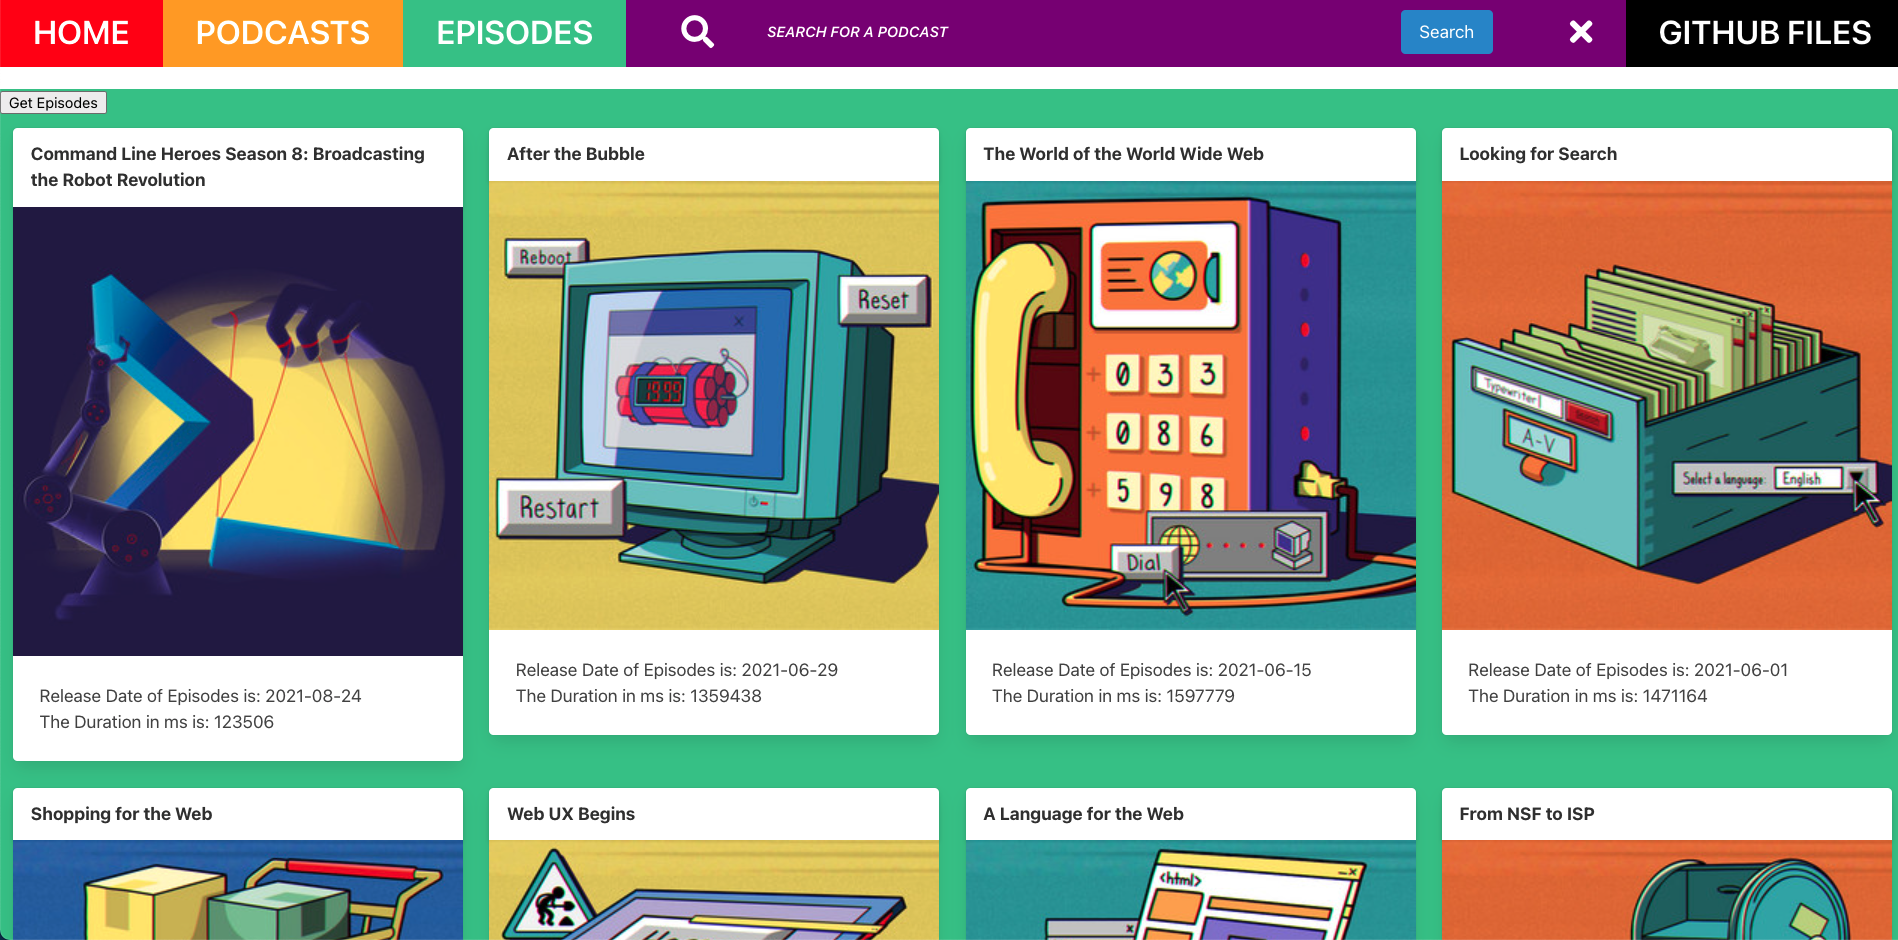 HOME
PODCASTS
EPISODES
SEARCH FOR A PODCAST
Search
GITHUB FILES
Get Episodes
Command Line Heroes Season 8: Broadcasting
the Robot Revolution
Release Date of Episodes is: 2021-08-24
The Duration in ms is: 123506
After the Bubble
Reboot
Reset
X
1999
Restart
Release Date of Episodes is: 2021-06-29
The Duration in ms is: 1359438
The World of the World Wide Web
+ 0 3 3
+ 0 8 6
+ 5 9 8
Dial
Release Date of Episodes is: 2021-06-15
The Duration in ms is: 1597779
Looking for Search
Typewriter
A-V
Select a language: English
Release Date of Episodes is: 2021-06-01
The Duration in ms is: 1471164
Shopping for the Web
Web UX Begins
A Language for the Web
<html>
From NSF to ISP